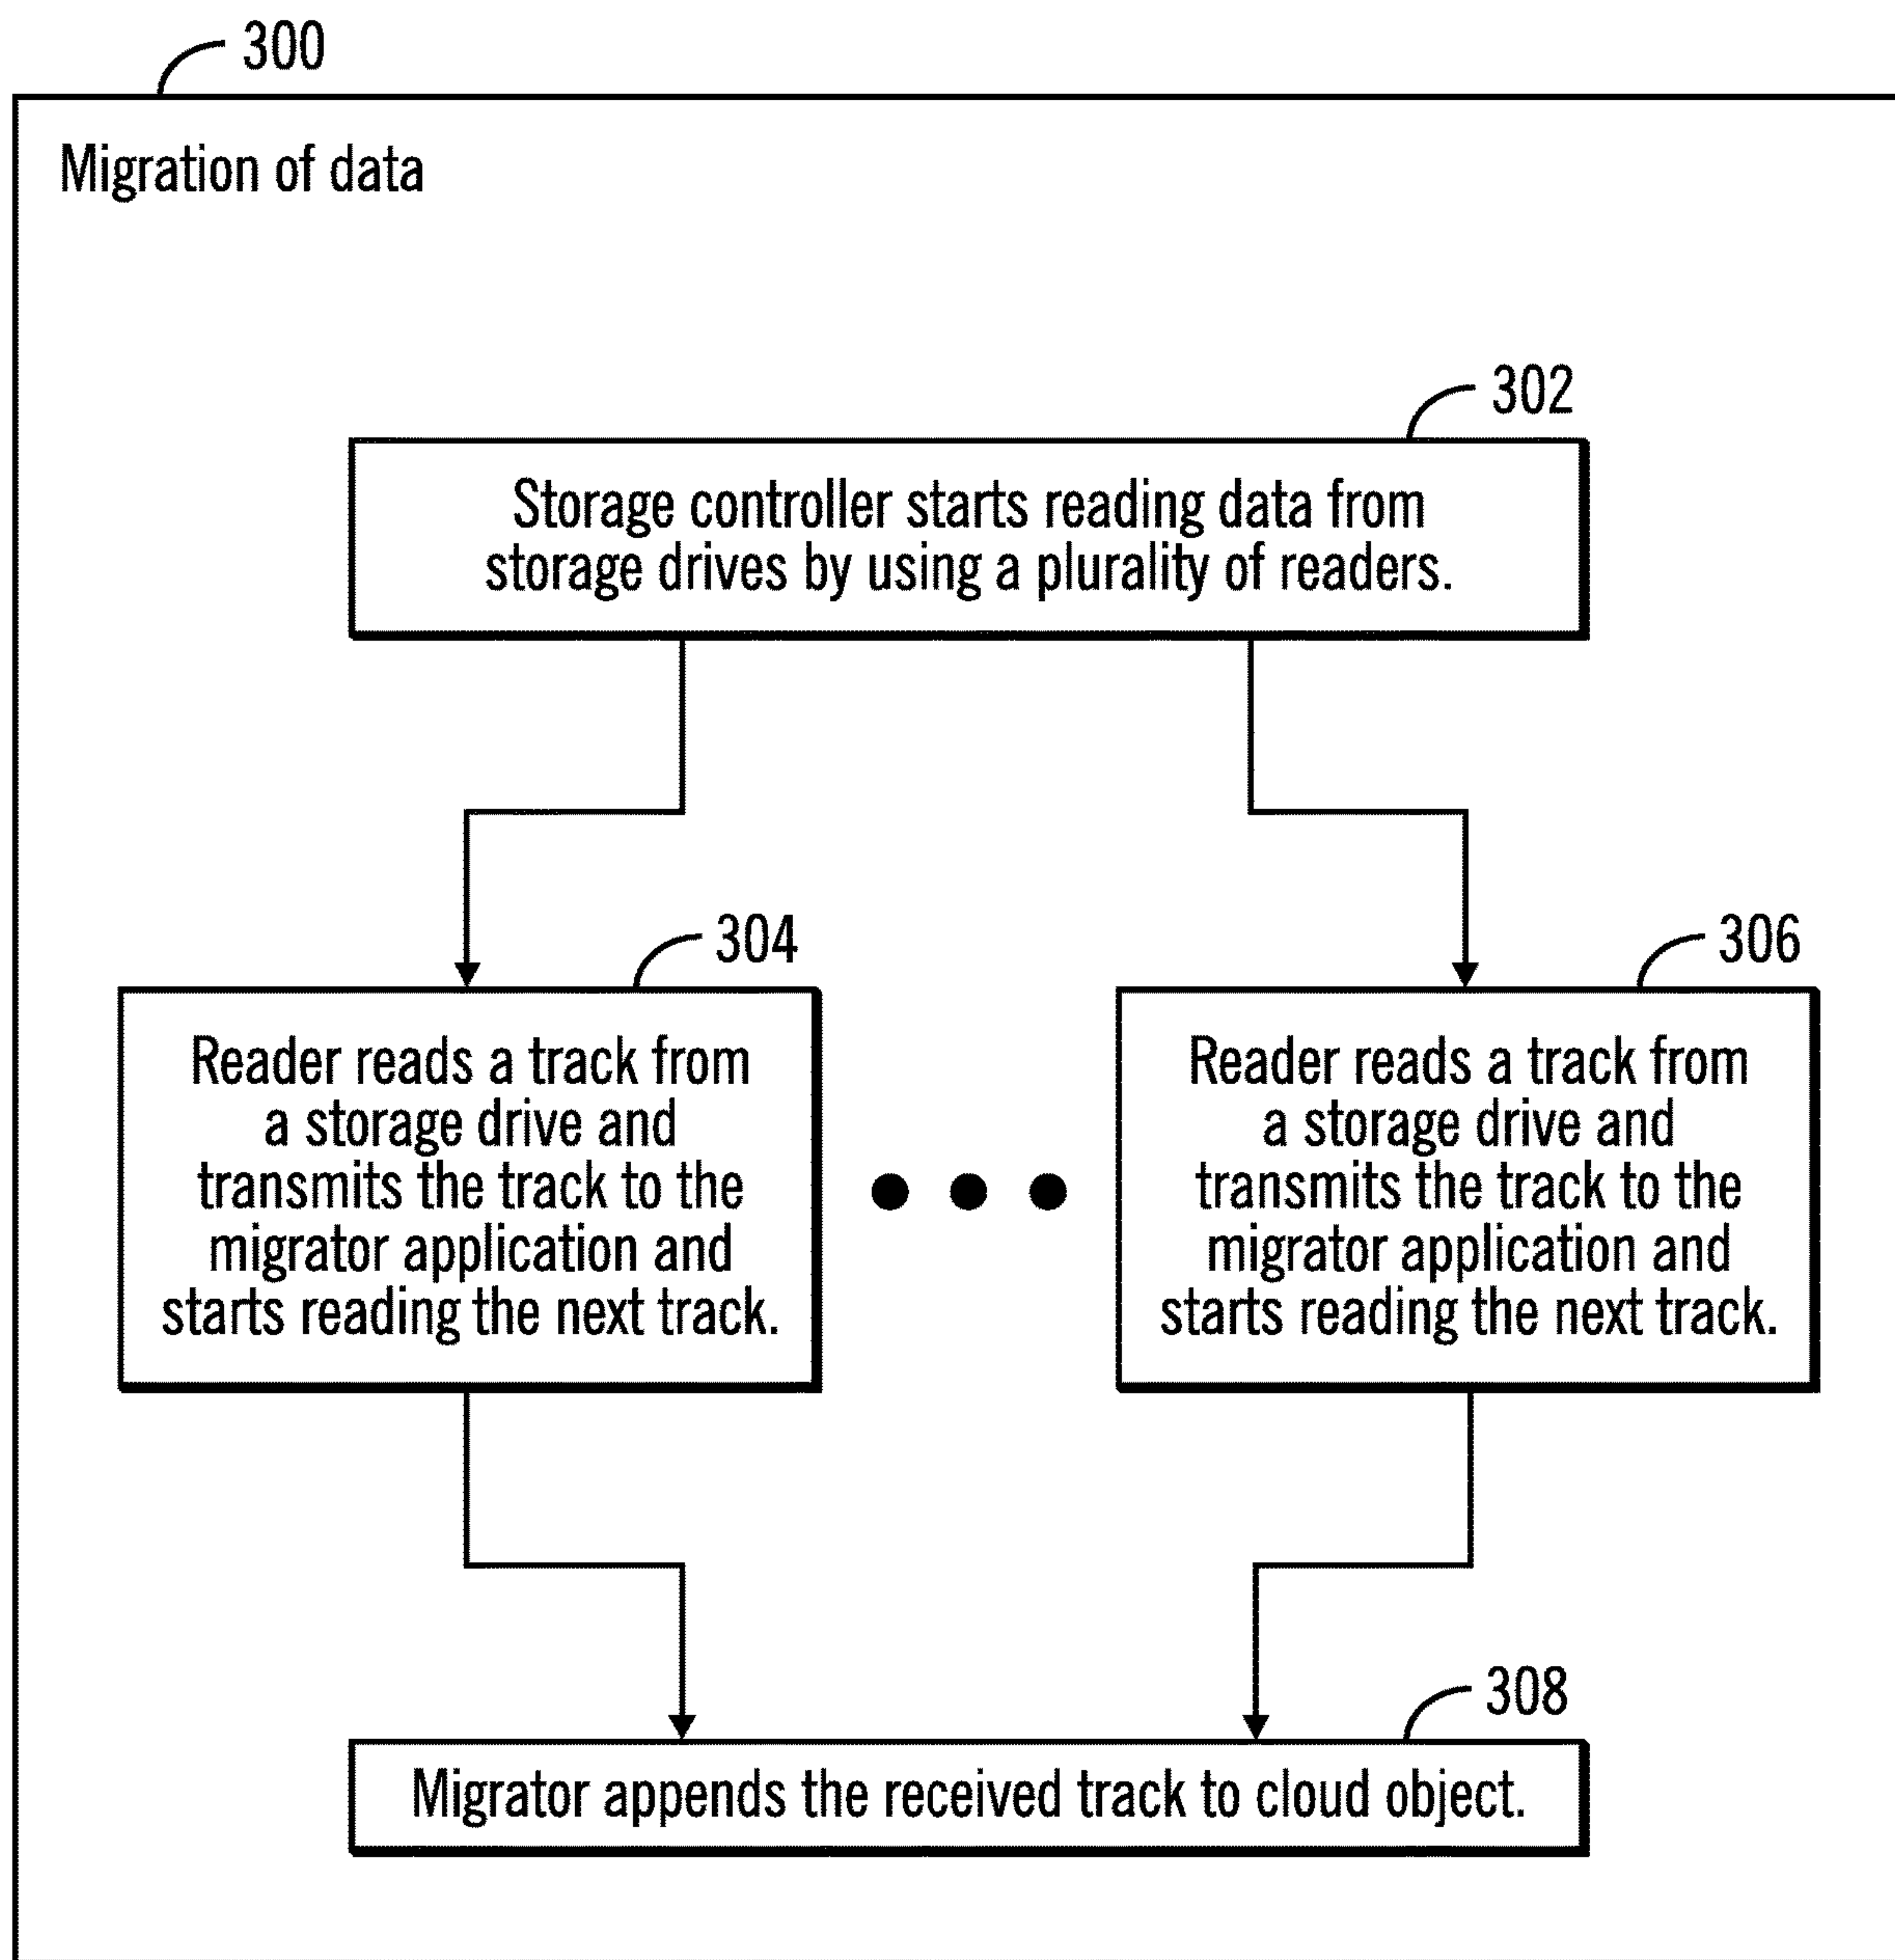 300
Migration of data
302
Storage controller starts reading data from
storage drives by using a plurality of readers.
304
306
Reader reads a track from
a storage drive and
transmits the track to the
migrator application and
starts reading the next track.
Reader reads a track from
a storage drive and
transmits the track to the
migrator application and
starts reading the next track.
308
Migrator appends the received track to cloud object.